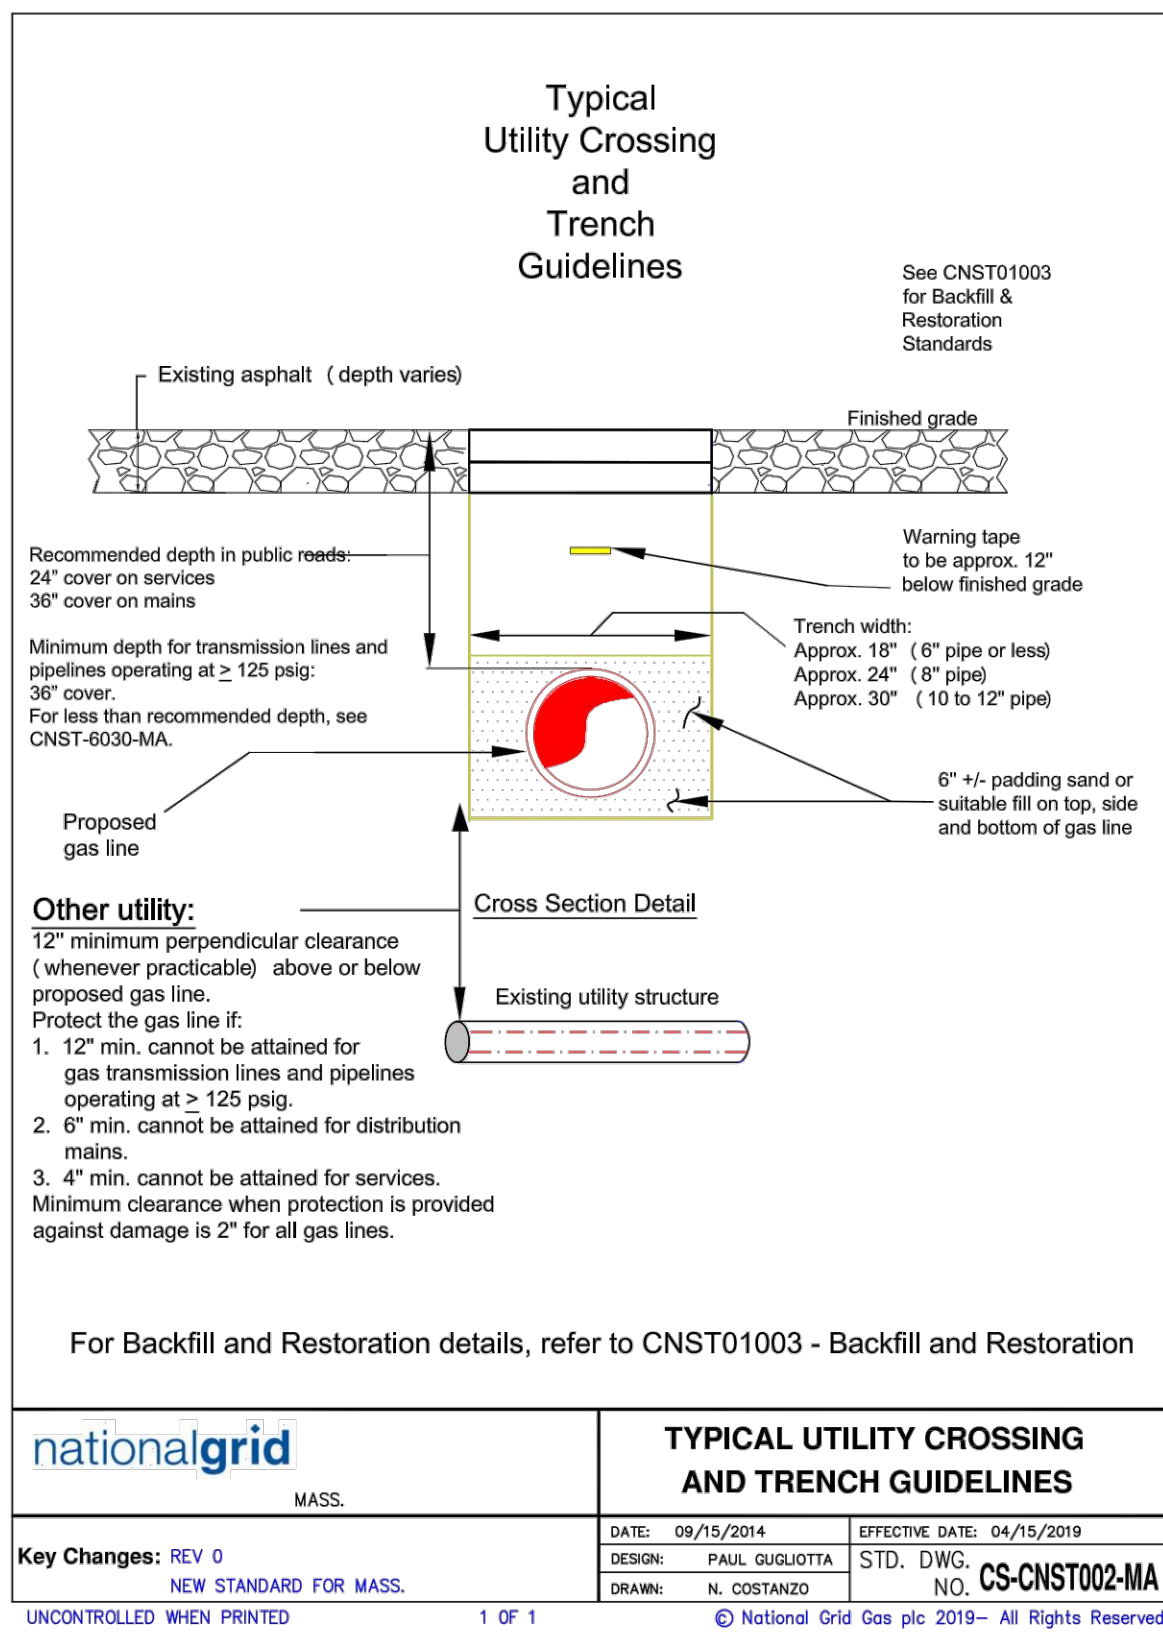 Typical
Utility Crossing
and
Trench
Guidelines
See CNST01003
for Backfill &
Restoration
Standards
Existing asphalt ( depth varies)
Finished grade
Recommended depth in public roads:
24" cover on services
36" cover on mains
Warning tape
to be approx. 12"
below finished grade
Minimum depth for transmission lines and
pipelines operating at ≥ 125 psig:
36" cover.
For less than recommended depth, see
CNST-6030-MA.
Trench width:
Approx. 18" ( 6" pipe or less)
Approx. 24" ( 8" pipe)
Approx. 30" ( 10 to 12" pipe)
6" +/- padding sand or
suitable fill on top, side
and bottom of gas line
Proposed
gas line
Cross Section Detail
Other utility:
12" minimum perpendicular clearance
( whenever practicable) above or below
proposed gas line.
Protect the gas line if:
1. 12" min. cannot be attained for
gas transmission lines and pipelines
operating at ≥ 125 psig.
2. 6" min. cannot be attained for distribution
mains.
3. 4" min. cannot be attained for services.
Minimum clearance when protection is provided
against damage is 2" for all gas lines.
Existing utility structure
For Backfill and Restoration details, refer to CNST01003 - Backfill and Restoration
nationalgrid
MASS.
TYPICAL UTILITY CROSSING
AND TRENCH GUIDELINES
Key Changes: REV 0
NEW STANDARD FOR MASS.
DATE: 09/15/2014
EFFECTIVE DATE: 04/15/2019
DESIGN: PAUL GUGLIOTTA
DRAWN: N. COSTANZO
STD. DWG.
NO. CS-CNST002-MA
UNCONTROLLED WHEN PRINTED
1 OF 1
© National Grid Gas plc 2019– All Rights Reserved